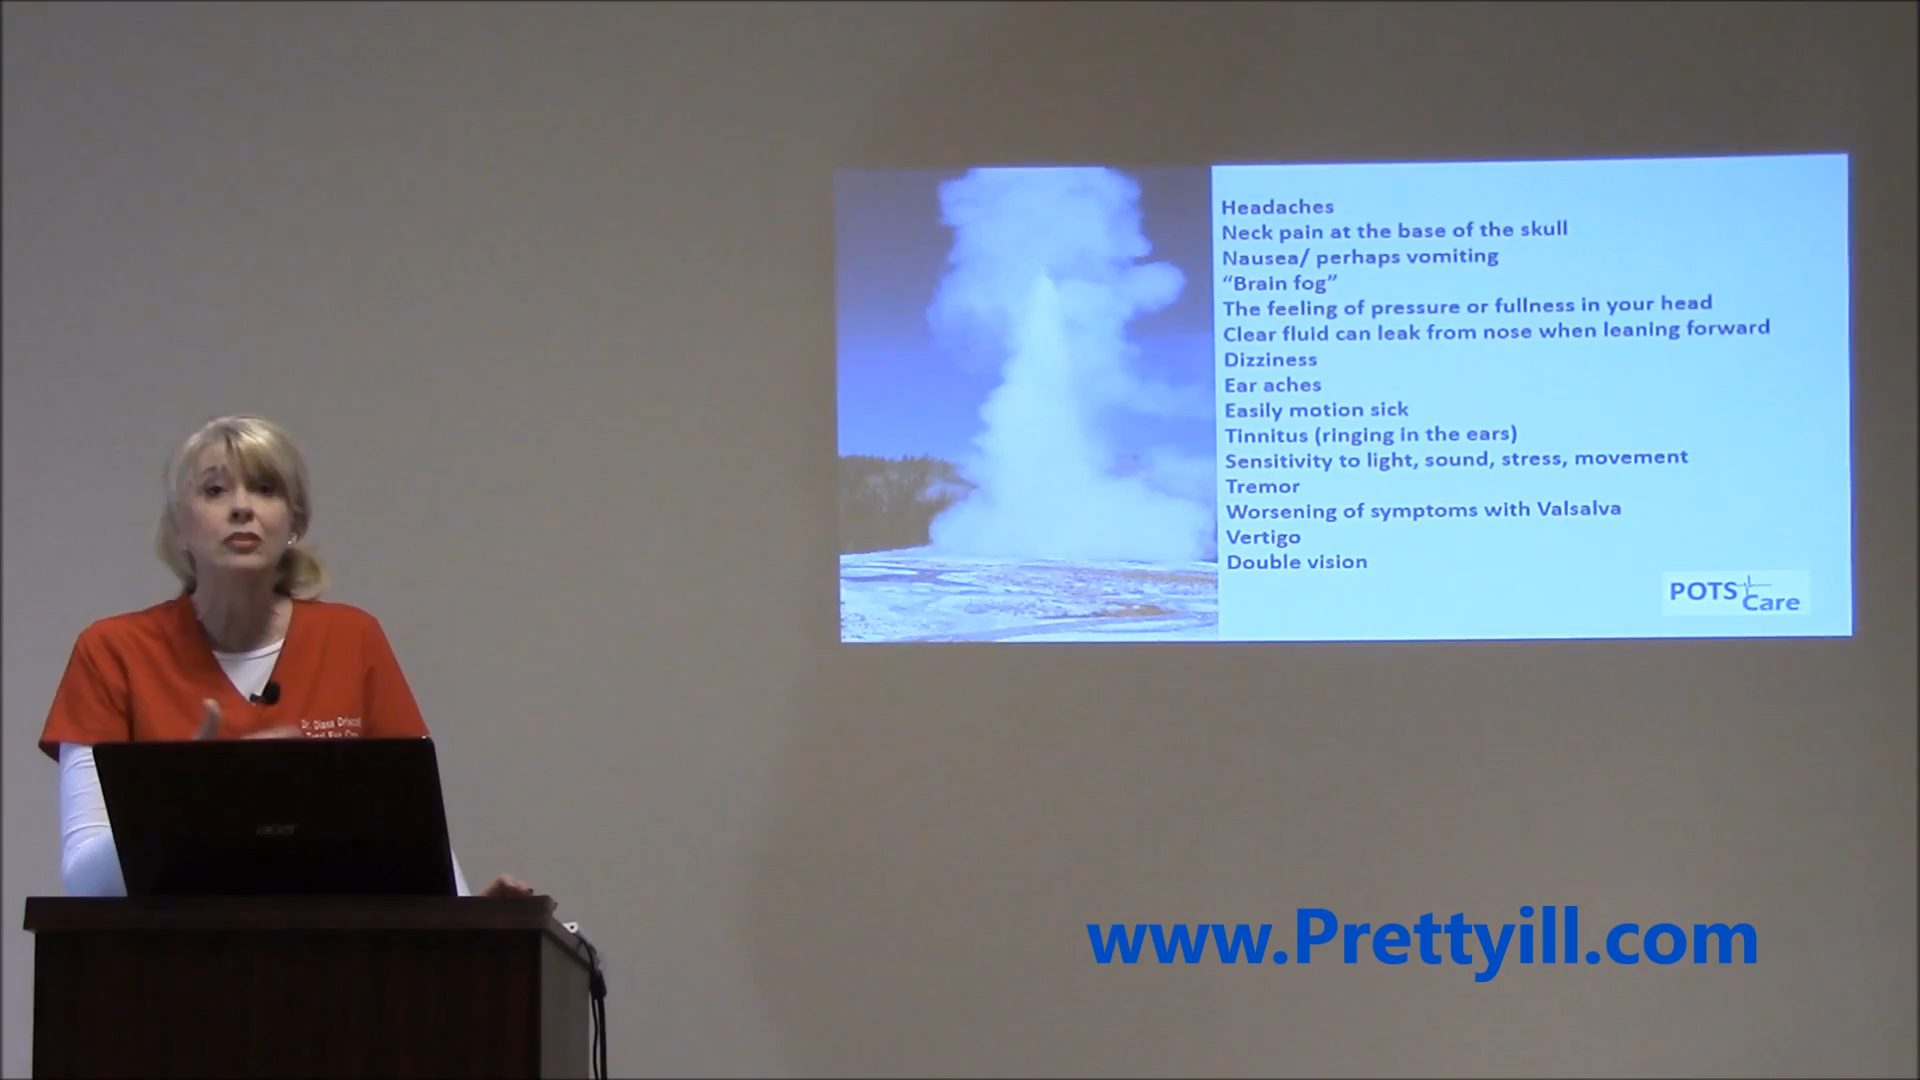 Headaches
Neck pain at the base of the skull
Nausea/ perhaps vomiting
“Brain fog”
The feeling of pressure or fullness in your head
Clear fluid can leak from nose when leaning forward
Dizziness
Ear aches
Easily motion sick
Tinnitus (ringing in the ears)
Sensitivity to light, sound, stress, movement
Tremor
Worsening of symptoms with Valsalva
Vertigo
Double vision
POTS
Care
Dr. Diana
acer
www.Prettyill.com